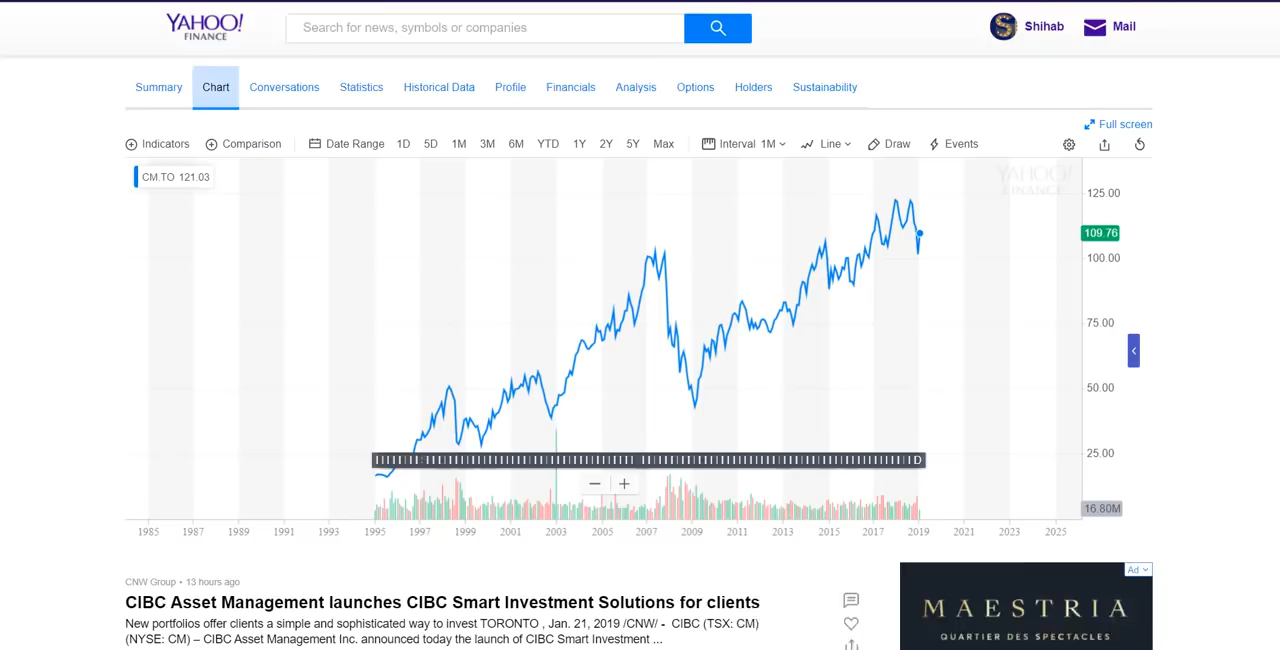 YAHOO!
FINANCE
Search for news, symbols or companies
Shihab
Mail
Summary Chart Conversations Statistics Historical Data Profile Financials Analysis Options Holders Sustainability
Full screen
Indicators Comparison Date Range 1D 5D 1M 3M 6M YTD 1Y 2Y 5Y Max Interval 1M Line Draw Events
CM.TO 121.03
YAHOO!
FINANCE
125.00
109.76
100.00
75.00
50.00
25.00
D
16.80M
1985 1987 1989 1991 1993 1995 1997 1999 2001 2003 2005 2007 2009 2011 2013 2015 2017 2019 2021 2023 2025
CNW Group • 13 hours ago
CIBC Asset Management launches CIBC Smart Investment Solutions for clients
New portfolios offer clients a simple and sophisticated way to invest TORONTO , Jan. 21, 2019 /CNW/ - CIBC (TSX: CM)
(NYSE: CM) – CIBC Asset Management Inc. announced today the launch of CIBC Smart Investment ...
Ad
MAESTRIA
QUARTIER DES SPECTACLES